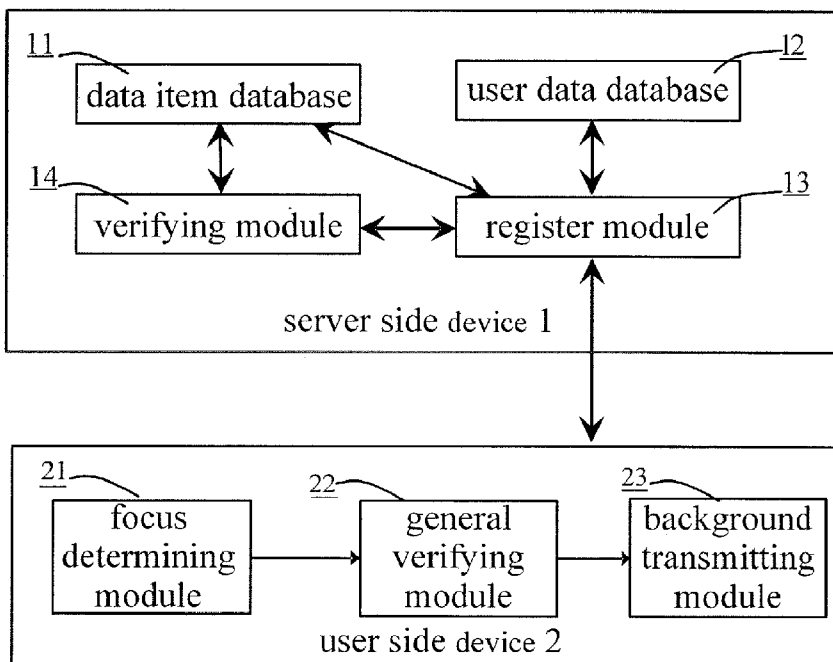 11
data item database
12
user data database
14
verifying module
13
register module
server side device 1
21
focus
determining
module
22
general
verifying
module
23
background
transmitting
module
user side device 2